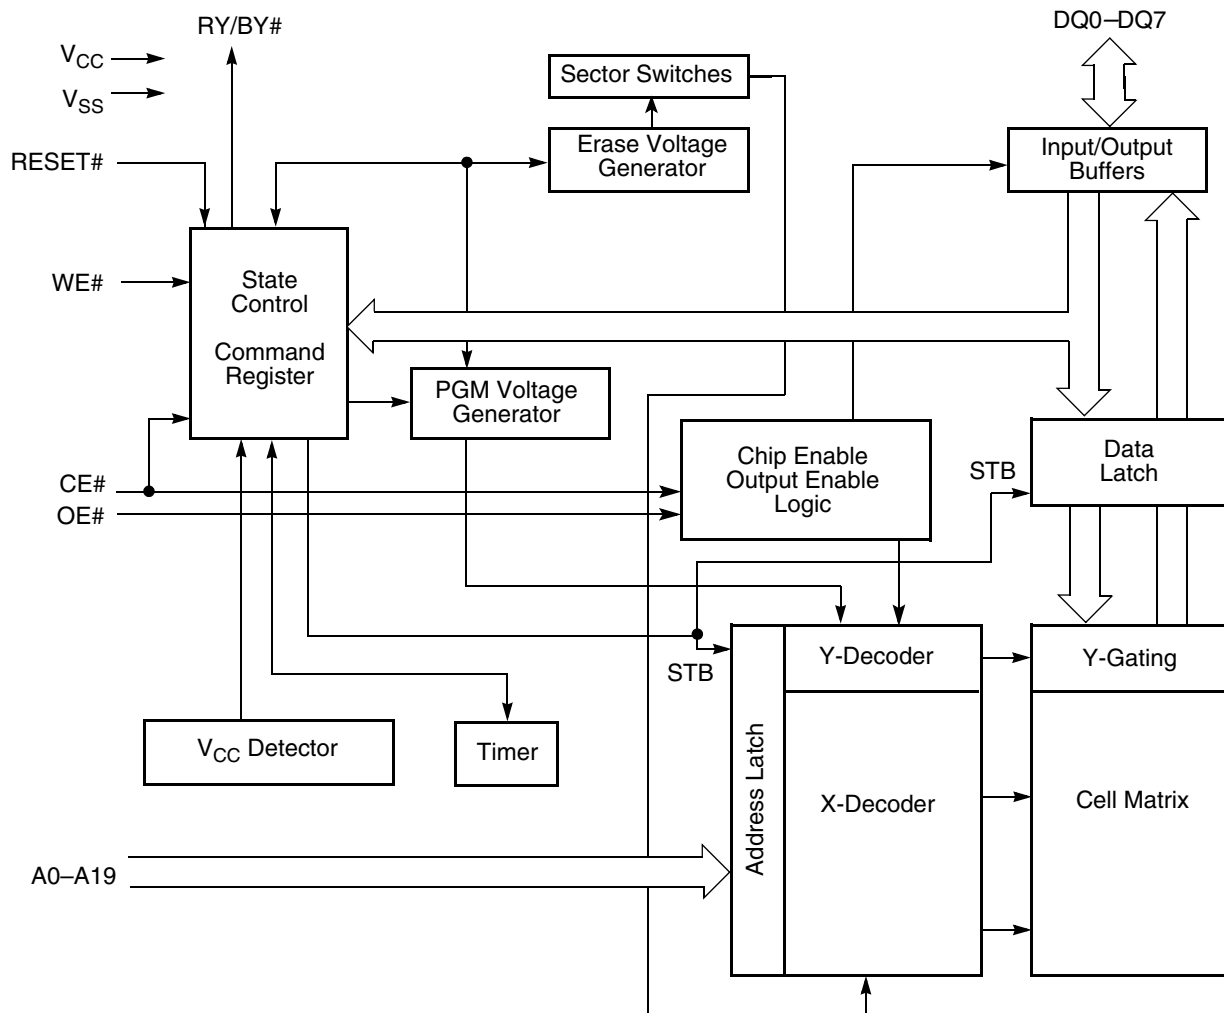 RY/BY#
DQ0–DQ7
VCC
VSS
Sector Switches
Erase Voltage
Generator
Input/Output
Buffers
RESET#
WE#
State
Control
Command
Register
PGM Voltage
Generator
Chip Enable
Output Enable
Logic
Data
Latch
STB
CE#
OE#
STB
Y-Decoder
Y-Gating
VCC Detector
Timer
Address Latch
X-Decoder
Cell Matrix
A0–A19